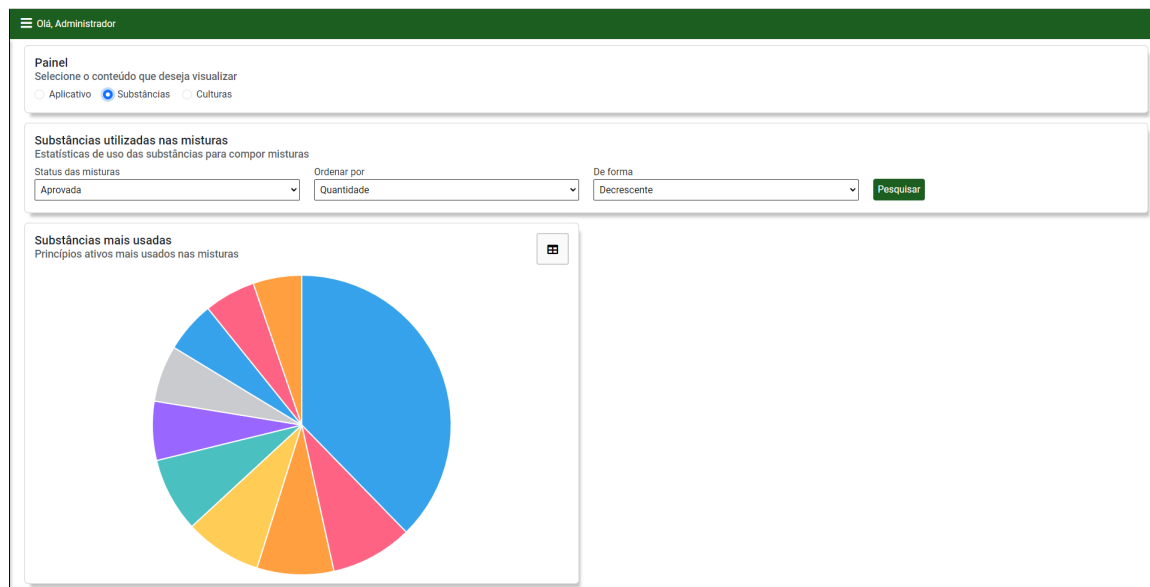 Olá, Administrador
Painel
Selecione o conteúdo que deseja visualizar
Aplicativo Substâncias Culturas
Substâncias utilizadas nas misturas
Estatísticas de uso das substâncias para compor misturas
Status das misturas Ordenar por De forma
Aprovada Quantidade Decrescente Pesquisar
Substâncias mais usadas
Princípios ativos mais usados nas misturas